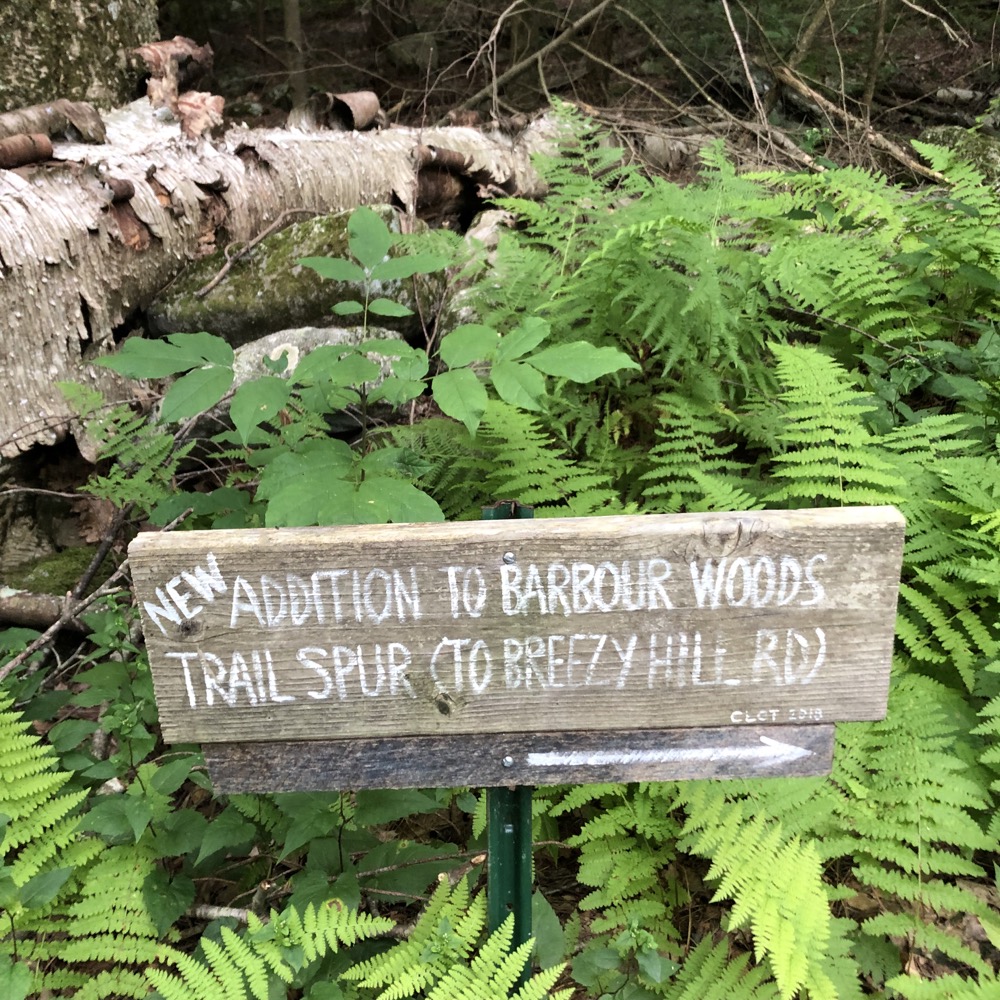 NEW ADDITION TO BARBOUR WOODS
TRAIL SPUR (TO BREEZY HILL RD)
CLCT 2018